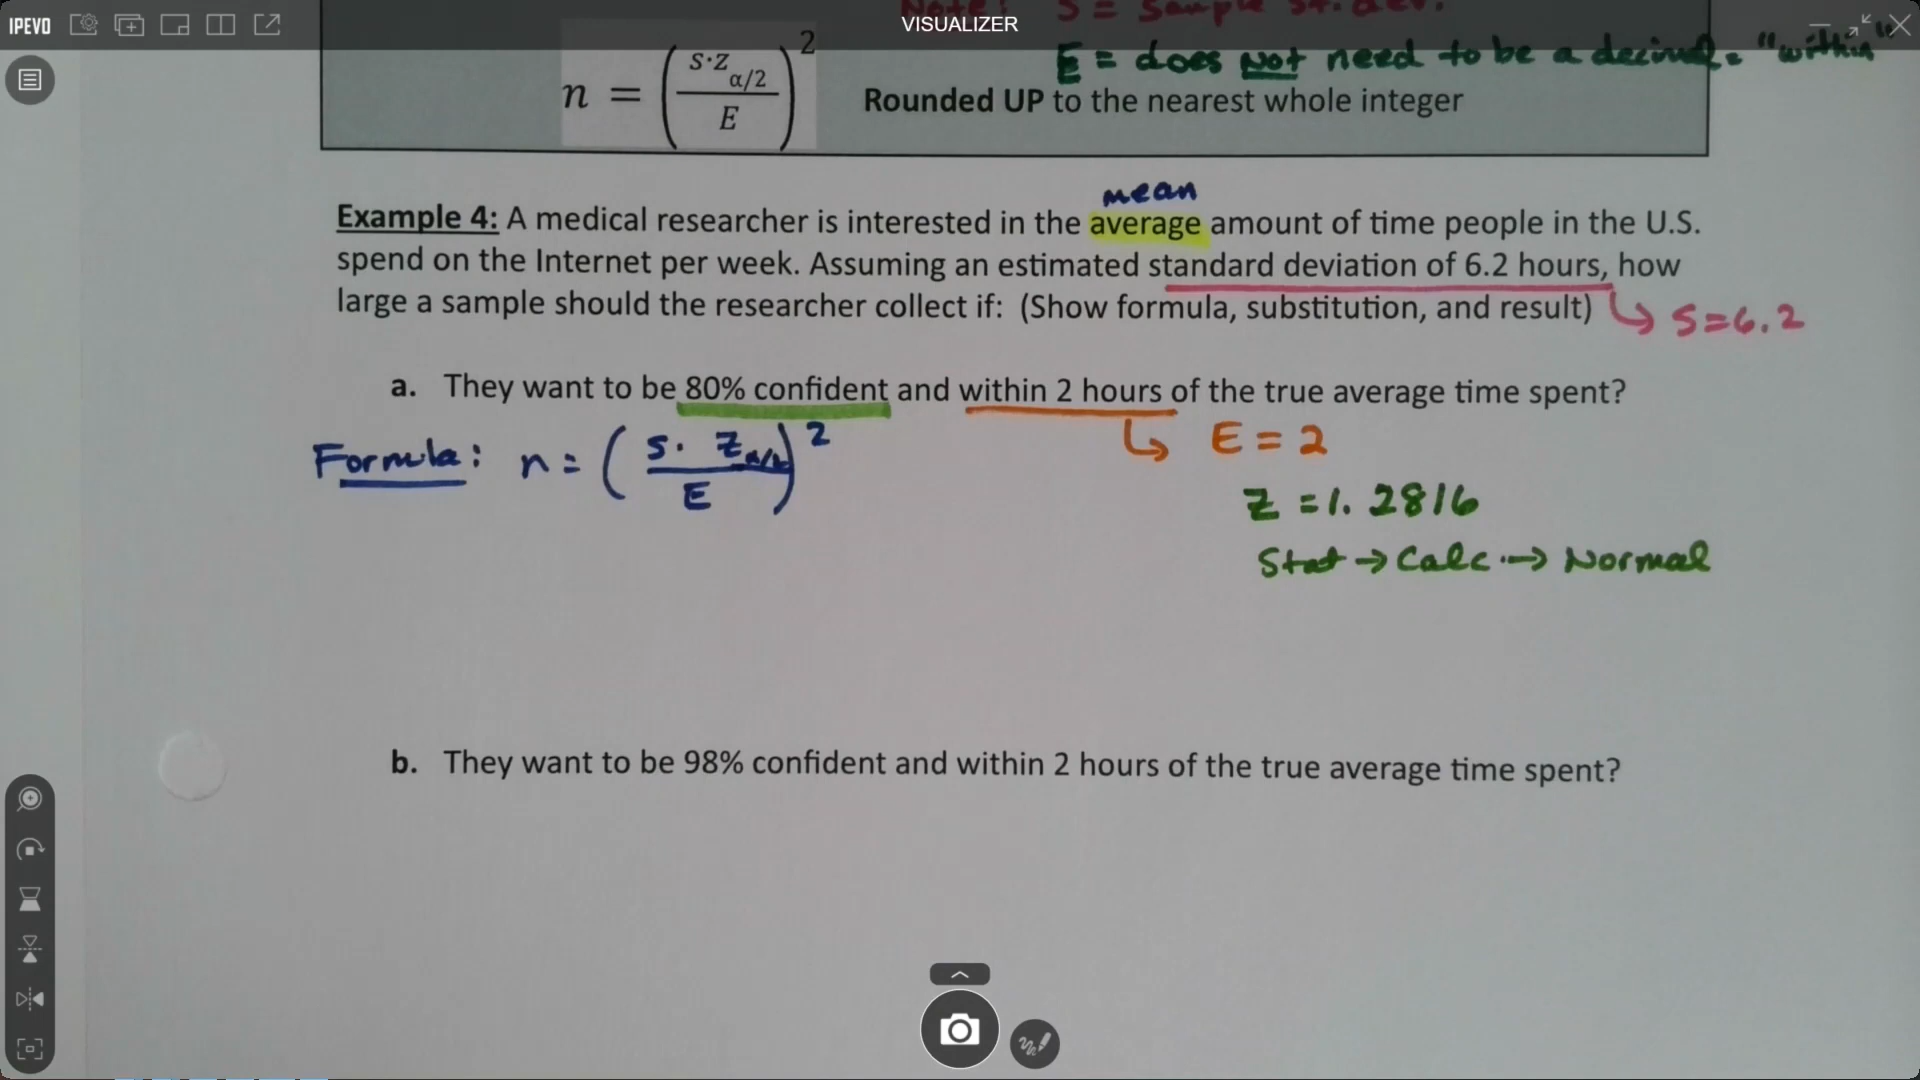 IPEVO
VISUALIZER
Note: S = Sample St. dev.
E = does NOT need to be a decimal. "within"
n = (s·z α/2 / E)²
Rounded UP to the nearest whole integer
mean
Example 4: A medical researcher is interested in the average amount of time people in the U.S.
spend on the Internet per week. Assuming an estimated standard deviation of 6.2 hours, how
large a sample should the researcher collect if: (Show formula, substitution, and result)
S=6.2
a. They want to be 80% confident and within 2 hours of the true average time spent?
Formula: n = (s · z α/2 / E)²
E = 2
Z = 1.2816
Stat → Calc → Normal
b. They want to be 98% confident and within 2 hours of the true average time spent?